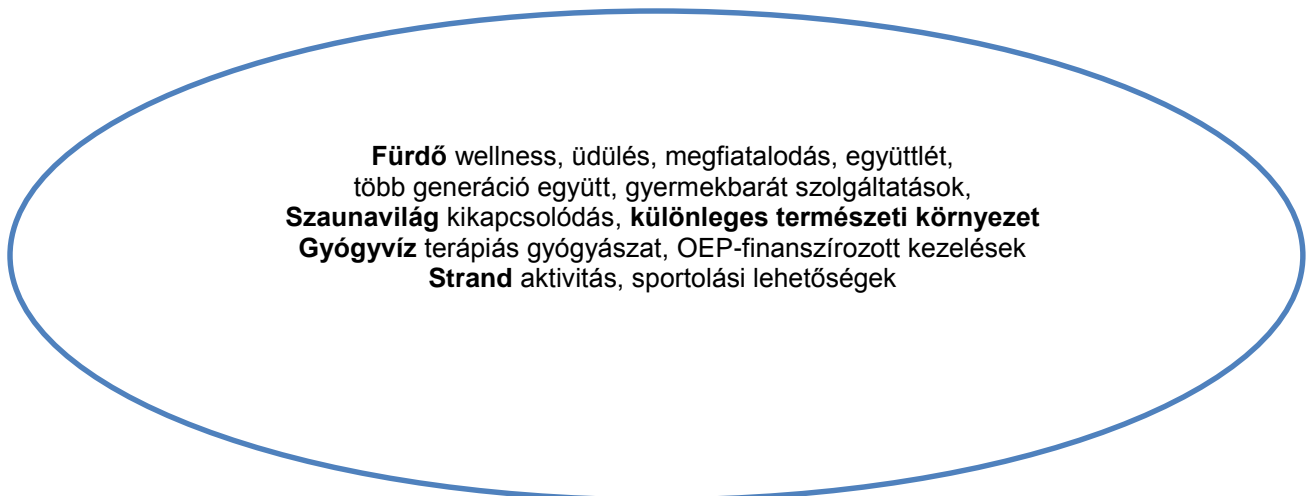 Fürdő wellness, üdülés, megfiatalodás, együttlét,
több generáció együtt, gyermekbarát szolgáltatások,
Szaunavilág kikapcsolódás, különleges természeti környezet
Gyógyvíz terápiás gyógyászat, OEP-finanszírozott kezelések
Strand aktivitás, sportolási lehetőségek